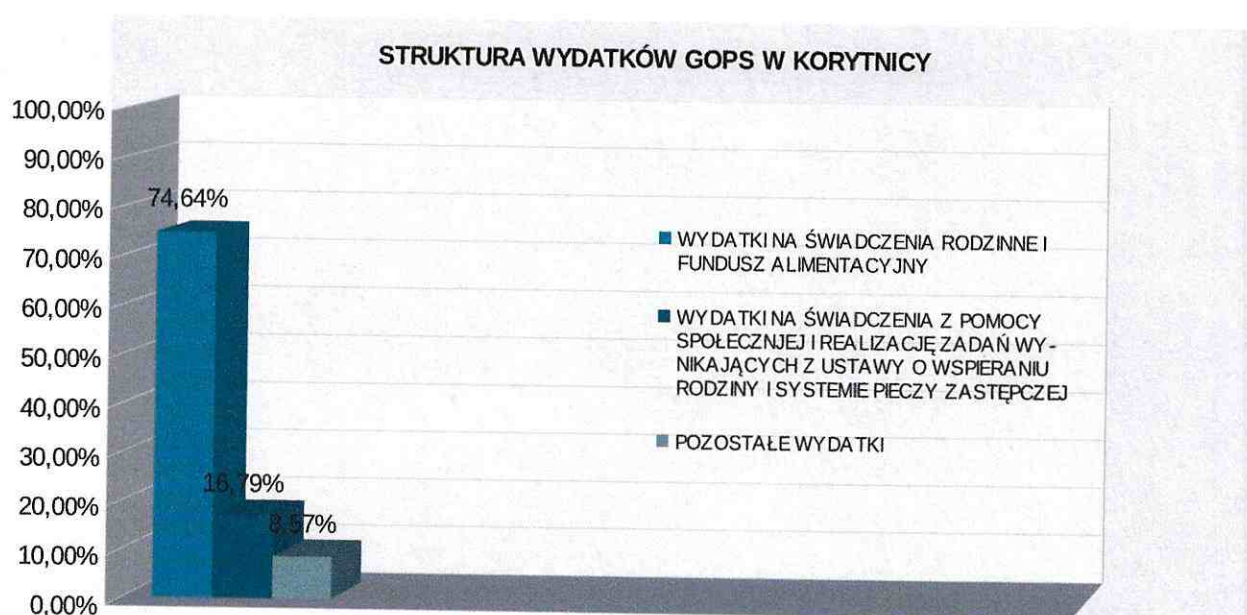 STRUKTURA WYDATKÓW GOPS W KORYTNICY
100,00%
90,00%
80,00%
70,00%
60,00%
50,00%
40,00%
30,00%
20,00%
10,00%
0,00%
74,64%
16,79%
8,57%
WYDATKI NA ŚWIADCZENIA RODZINNE I
FUNDUSZ ALIMENTACYJNY
WYDATKI NA ŚWIADCZENIA Z POMOCY
SPOŁECZNJEJ I REALIZACJĘ ZADAŃ WY-
NIKAJĄCYCH Z USTAWY O WSPIERANIU
RODZINY I SYSTEMIE PIECZY ZASTĘPCZEJ
POZOSTAŁE WYDATKI